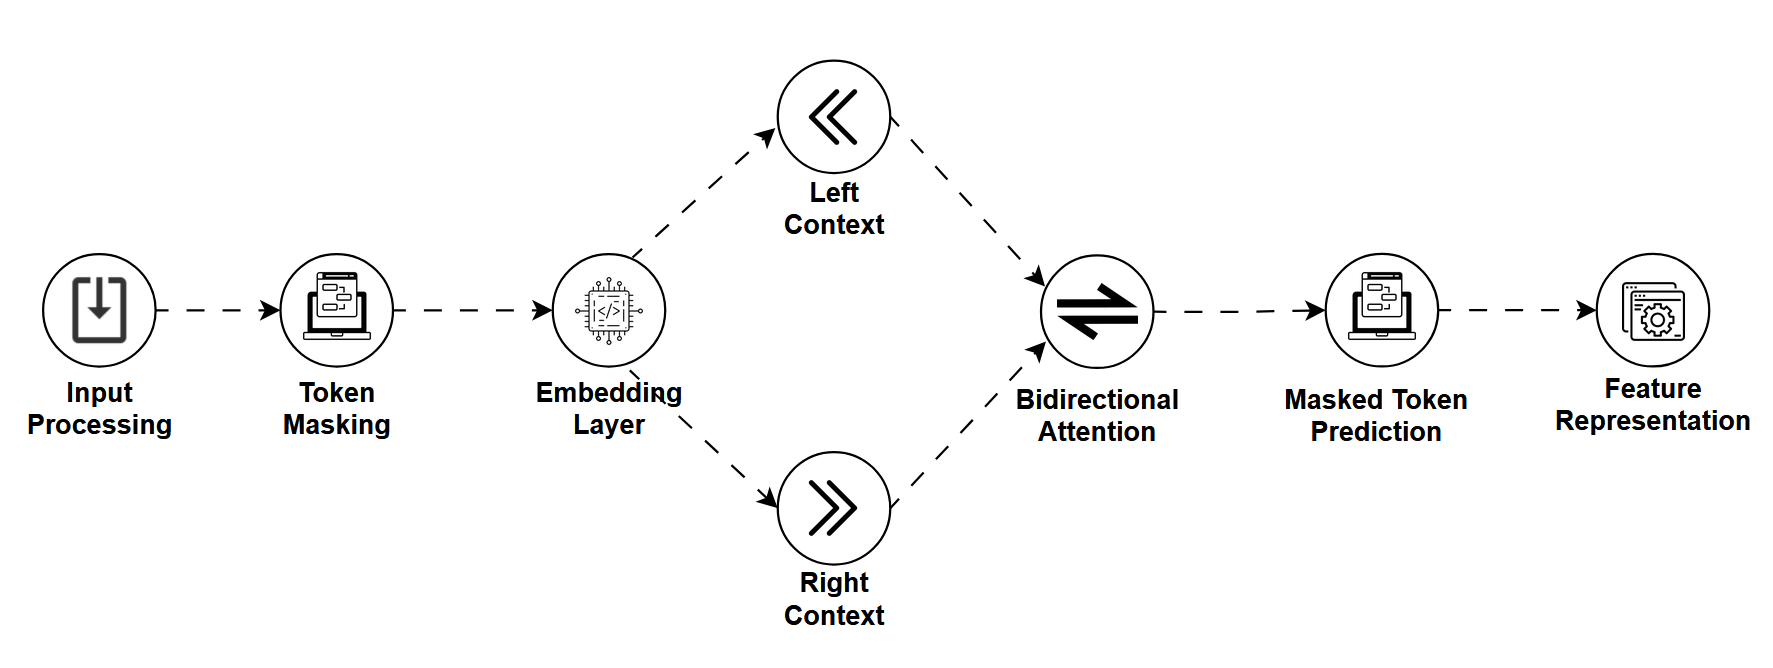 Input
Processing
Token
Masking
Embedding
Layer
</>
Left
Context
Right
Context
Bidirectional
Attention
Masked Token
Prediction
Feature
Representation